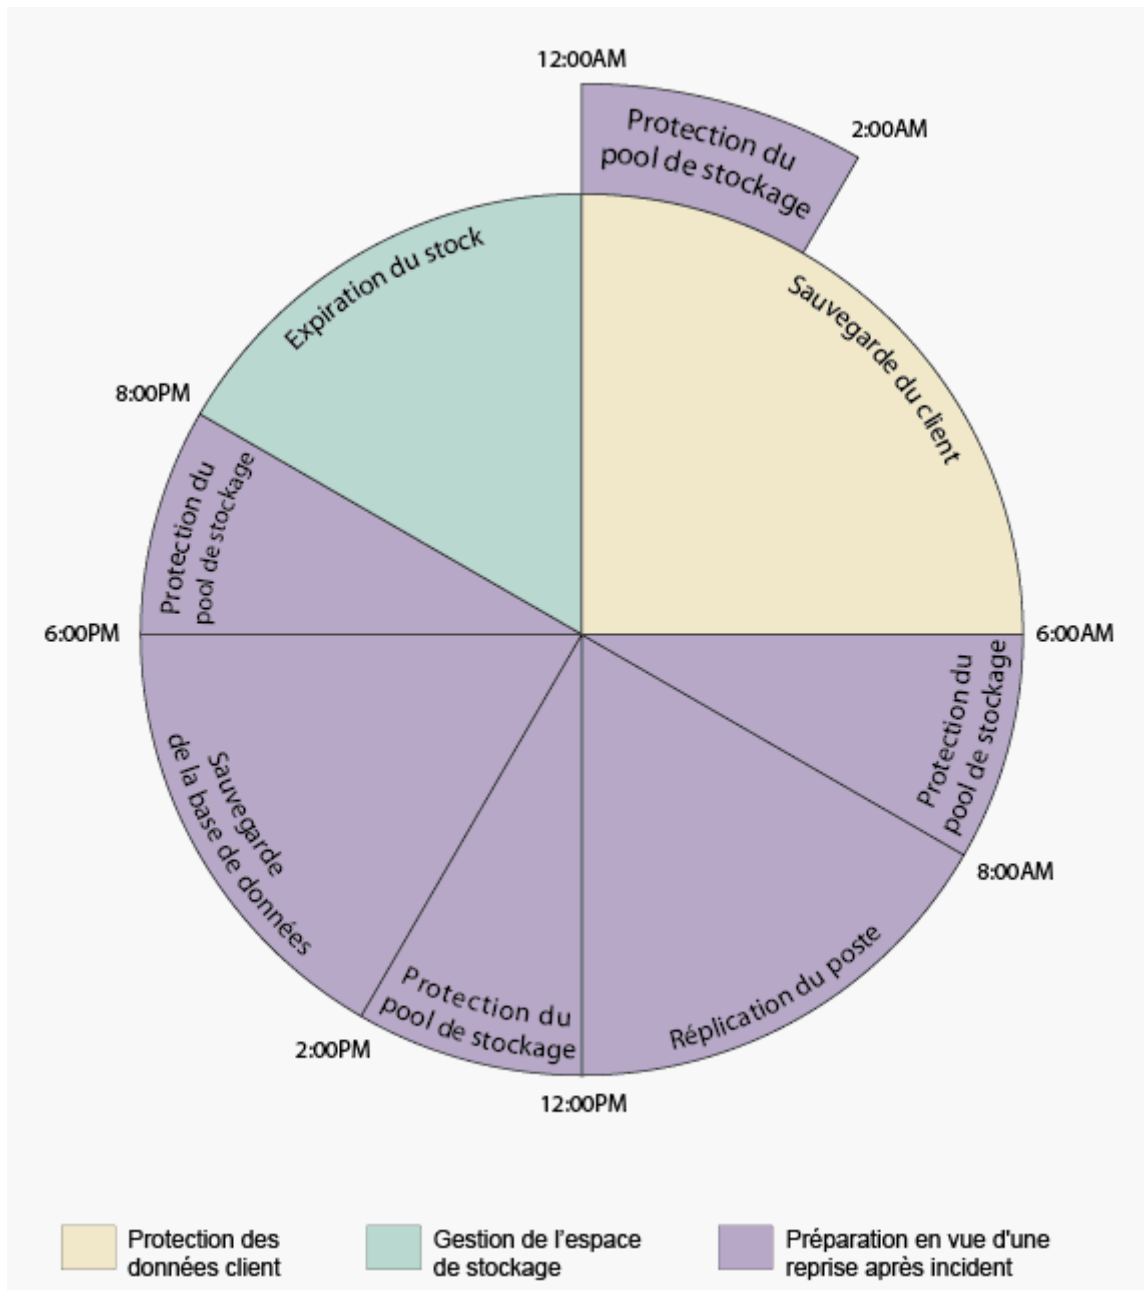 12:00AM
Protection du
pool de stockage
2:00AM
Sauvegarde du client
Expiration du stock
8:00PM
Protection du
pool de stockage
6:00PM
6:00AM
Protection du
pool de stockage
8:00AM
Sauvegarde
de la base de données
Réplication du poste
Protection du
pool de stockage
2:00PM
12:00PM
Protection des
données client
Gestion de l'espace
de stockage
Préparation en vue d'une
reprise après incident